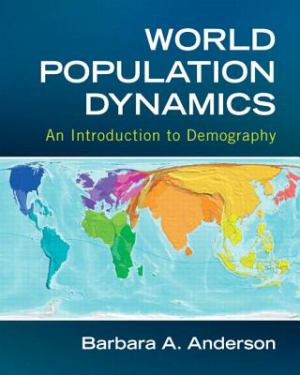 WORLD
POPULATION
DYNAMICS
An Introduction to Demography
Barbara A. Anderson